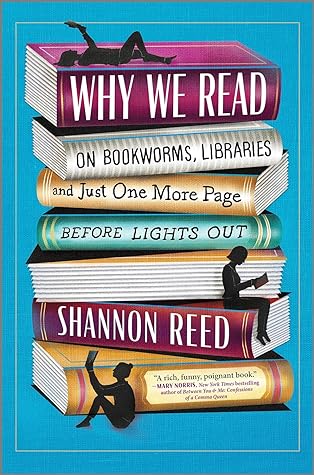 WHY WE READ
ON BOOKWORMS, LIBRARIES
and Just One More Page
BEFORE LIGHTS OUT
SHANNON REED
"A rich, funny, poignant book."
—MARY NORRIS, New York Times bestselling
author of Between You & Me: Confessions
of a Comma Queen